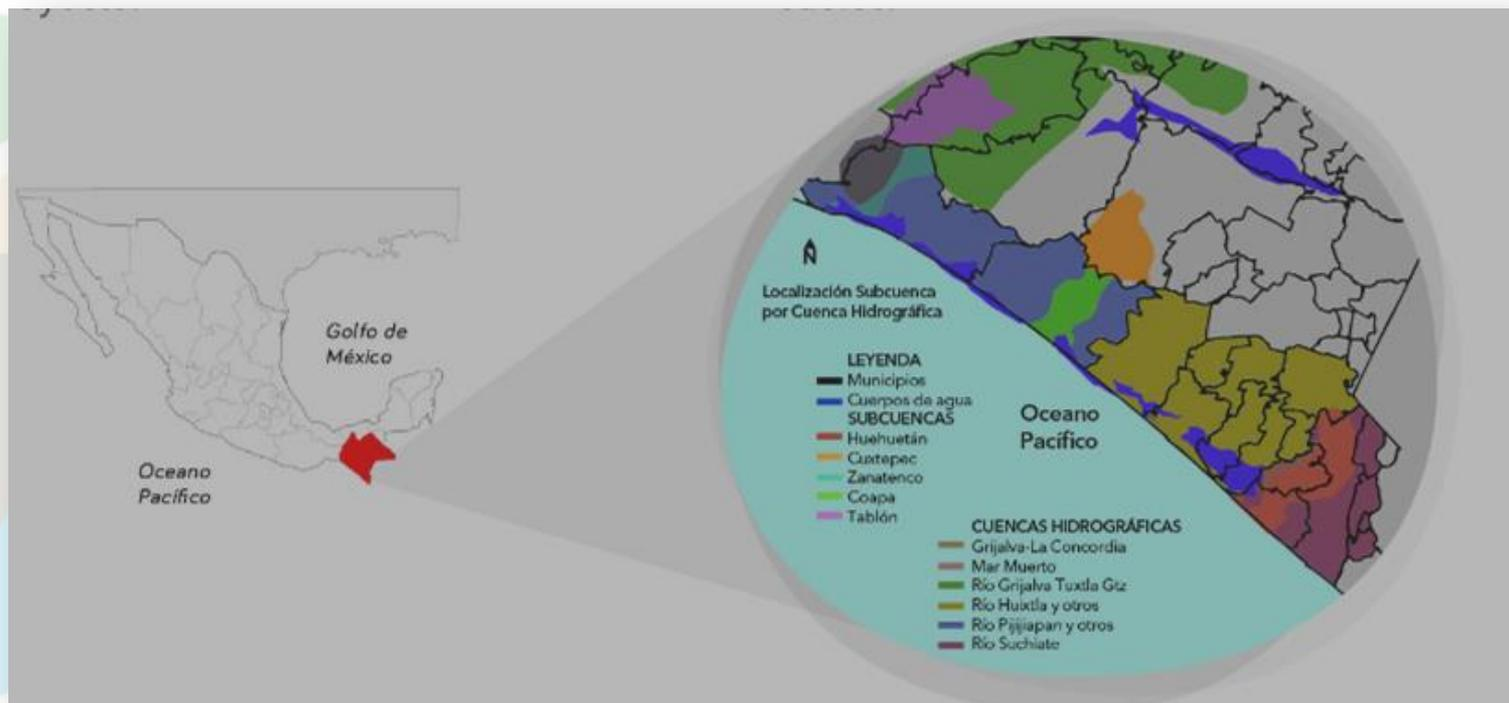 Golfo de
México
Oceano
Pacífico
N
Localización Subcuenca
por Cuenca Hidrográfica
LEYENDA
Municipios
Cuerpos de agua
SUBCUENCAS
Huehuetán
Cuxtepec
Zanatenco
Coapa
Tablón
Oceano
Pacífico
CUENCAS HIDROGRÁFICAS
Grijalva-La Concordia
Mar Muerto
Río Grijalva Tuxtla Gtz
Río Huixtla y otros
Río Pijijiapan y otros
Río Suchiate